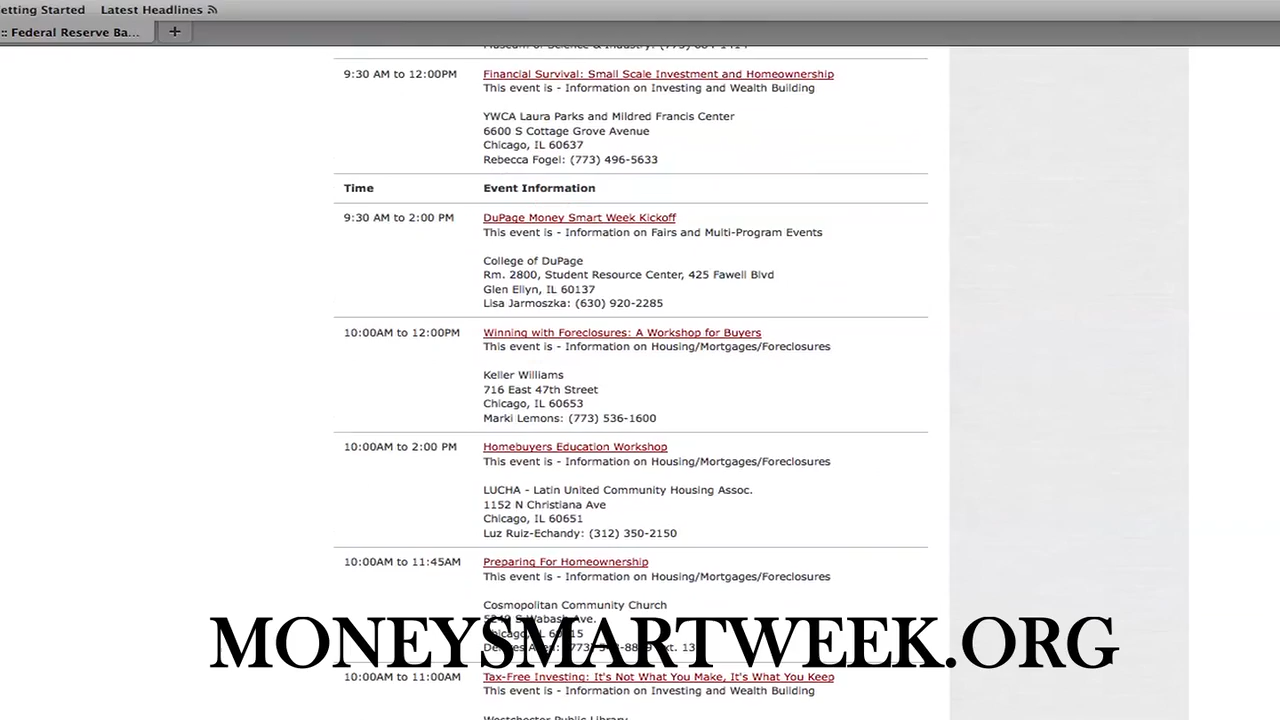 etting Started Latest Headlines
:: Federal Reserve Ba... +
Museum of Science & Industry: (773)
9:30 AM to 12:00PM Financial Survival: Small Scale Investment and Homeownership
This event is - Information on Investing and Wealth Building
YWCA Laura Parks and Mildred Francis Center
6600 S Cottage Grove Avenue
Chicago, IL 60637
Rebecca Fogel: (773) 496-5633
Time Event Information
9:30 AM to 2:00 PM DuPage Money Smart Week Kickoff
This event is - Information on Fairs and Multi-Program Events
College of DuPage
Rm. 2800, Student Resource Center, 425 Fawell Blvd
Glen Ellyn, IL 60137
Lisa Jarmoszka: (630) 920-2285
10:00AM to 12:00PM Winning with Foreclosures: A Workshop for Buyers
This event is - Information on Housing/Mortgages/Foreclosures
Keller Williams
716 East 47th Street
Chicago, IL 60653
Marki Lemons: (773) 536-1600
10:00AM to 2:00 PM Homebuyers Education Workshop
This event is - Information on Housing/Mortgages/Foreclosures
LUCHA - Latin United Community Housing Assoc.
1152 N Christiana Ave
Chicago, IL 60651
Luz Ruiz-Echandy: (312) 350-2150
10:00AM to 11:45AM Preparing For Homeownership
This event is - Information on Housing/Mortgages/Foreclosures
Cosmopolitan Community Church
S Wabash Ave.
MONEYSMARTWEEK.ORG
10:00AM to 11:00AM Tax-Free Investing: It's Not What You Make, It's What You Keep
This event is - Information on Investing and Wealth Building
Westchester Public Library